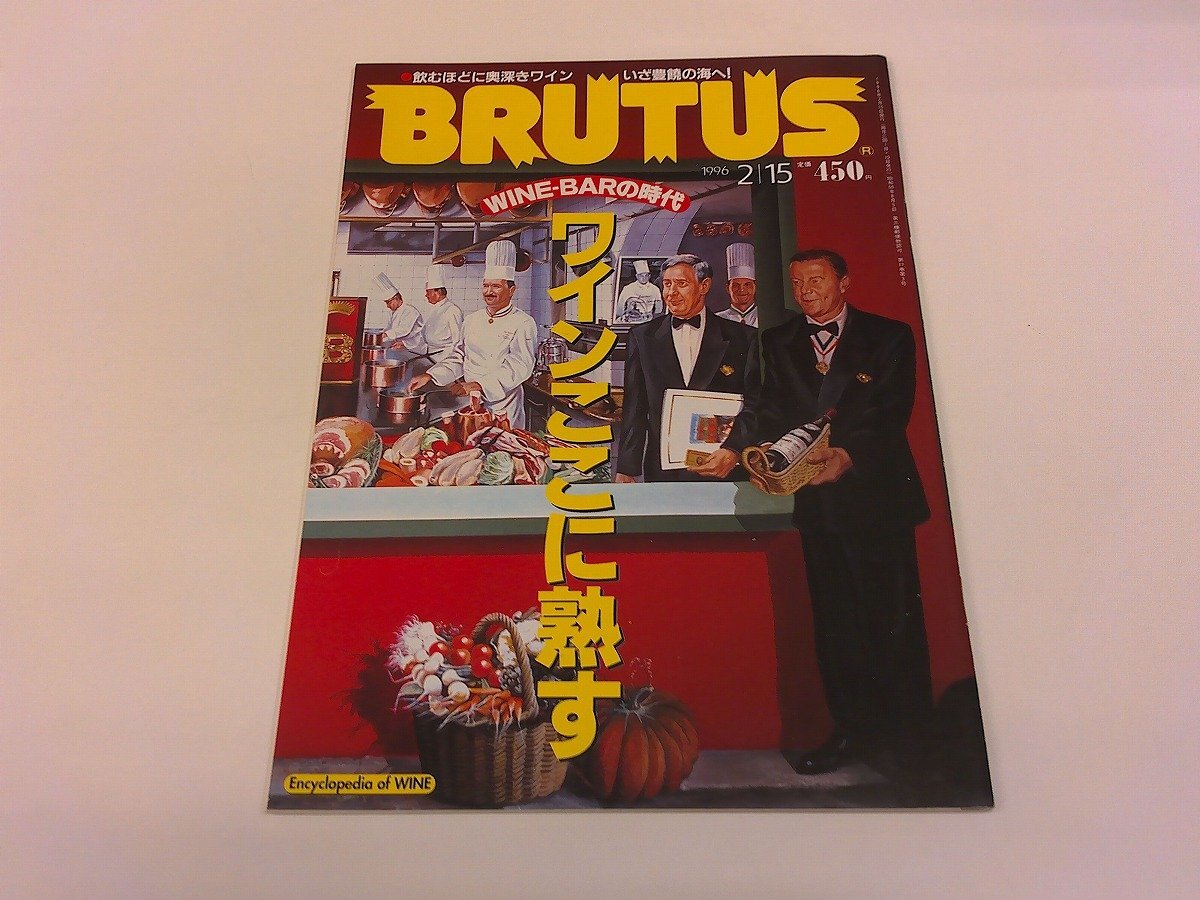 ●飲むほどに奥深きワイン いざ豊饒の海へ!
BRUTUS
R
1996 2|15 定価 450円
WINE-BARの時代
ワインここに熟す
B
Encyclopedia of WINE